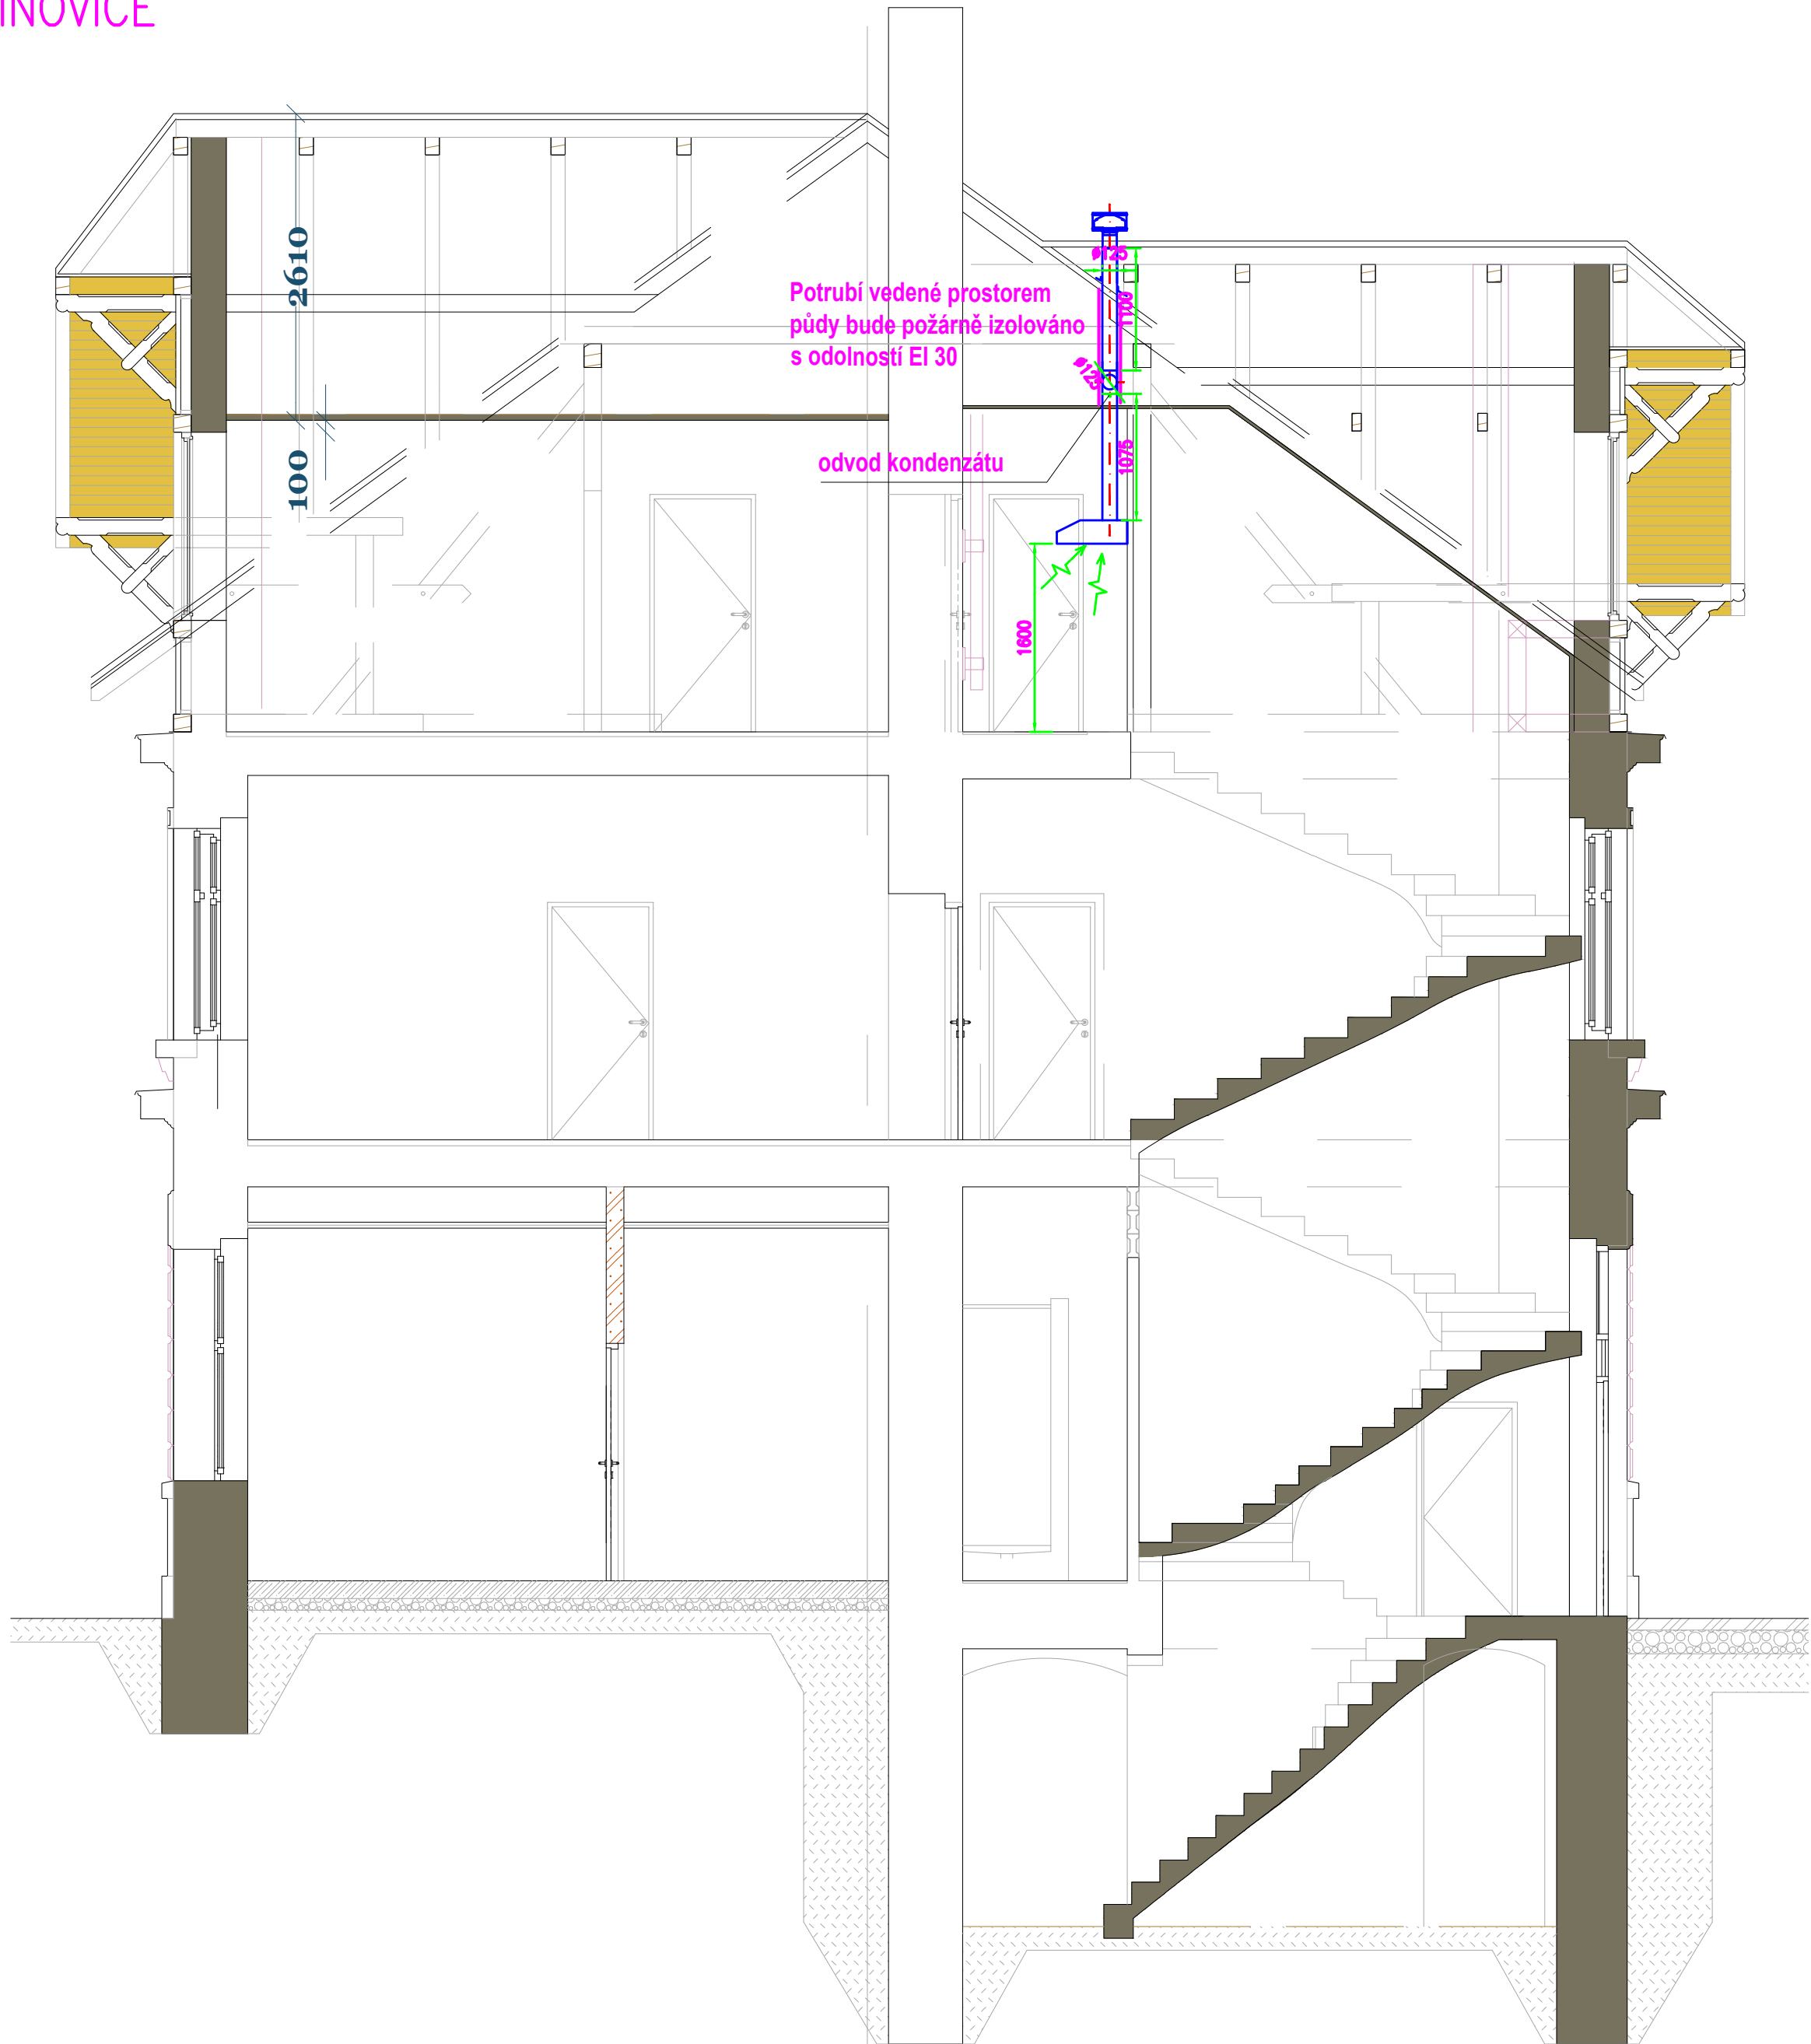 INOVICE
2610
ø125
Potrubí vedené prostorem
půdy bude požárně izolováno
s odolností EI 30
1100
ø125
100
odvod kondenzátu
1075
1600